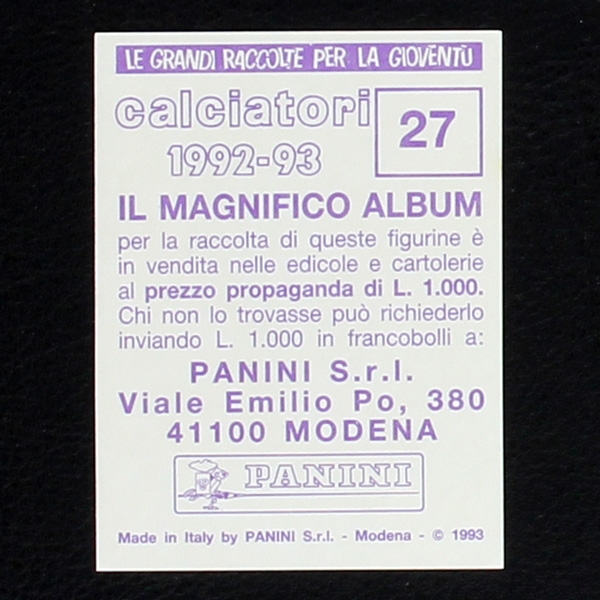 LE GRANDI RACCOLTE PER LA GIOVENTÙ
calciatori
27
1992-93
IL MAGNIFICO ALBUM
per la raccolta di queste figurine è
in vendita nelle edicole e cartolerie
al prezzo propaganda di L. 1.000.
Chi non lo trovasse può richiederlo
inviando L. 1.000 in francobolli a:
PANINI S.r.l.
Viale Emilio Po, 380
41100 MODENA
PANINI
Made in Italy by PANINI S.r.l. - Modena - © 1993